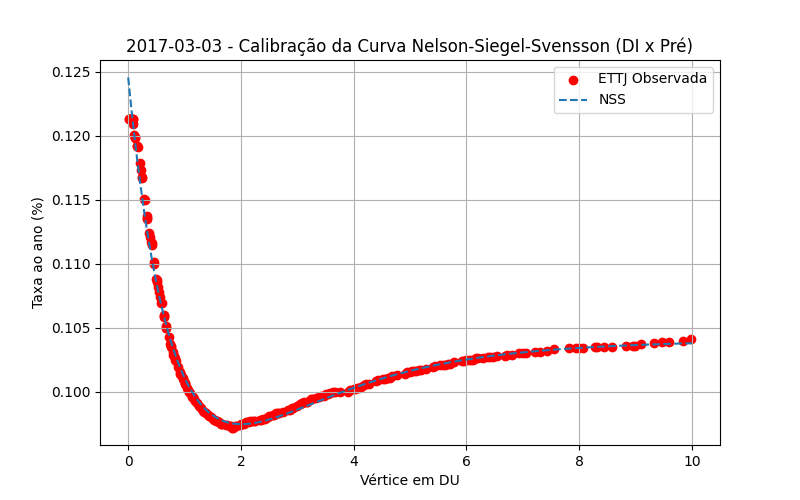 2017-03-03 - Calibração da Curva Nelson-Siegel-Svensson (DI x Pré)
ETTJ Observada
NSS
Taxa ao ano (%)
0.125
0.120
0.115
0.110
0.105
0.100
0 2 4 6 8 10
Vértice em DU